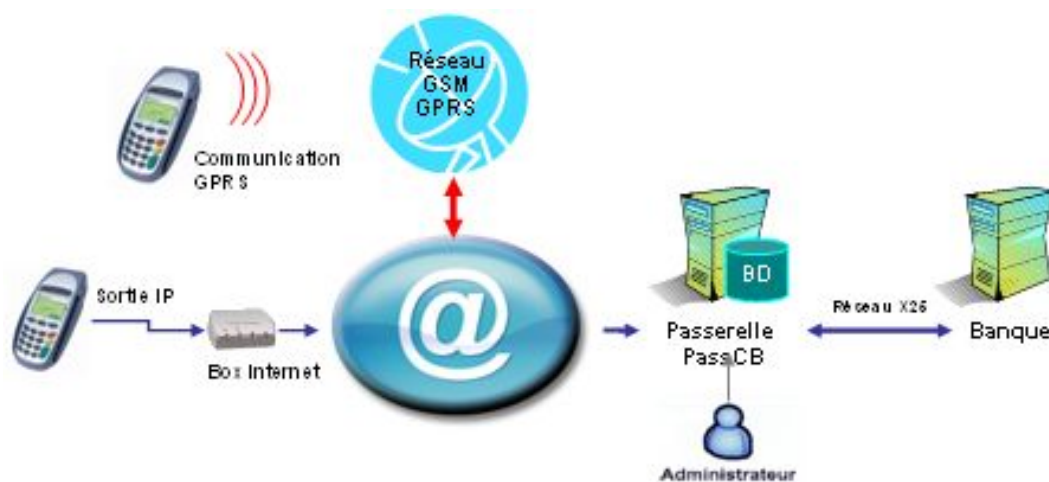 Réseau
GSM
GPRS
Communication
GPRS
Sortie IP
Box Internet
@
BD
Passerelle
PassCB
Réseau X25
Banque
Administrateur